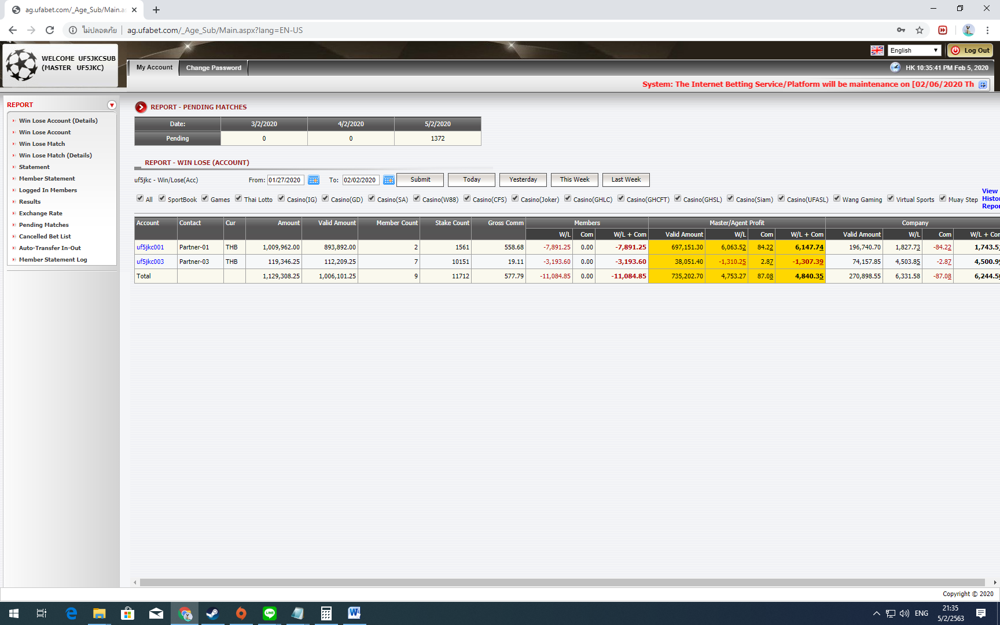 ag.ufabet.com/_Age_Sub/Main.as
ไม่ปลอดภัย
ag.ufabet.com/_Age_Sub/Main.aspx?lang=EN-US
WELCOME UF5JKCSUB
(MASTER UF5JKC)
English
Log Out
My Account
Change Password
HK 10:35:41 PM Feb 5, 2020
System: The Internet Betting Service/Platform will be maintenance on [02/06/2020 Th
REPORT
Win Lose Account (Details)
Win Lose Account
Win Lose Match
Win Lose Match (Details)
Statement
Member Statement
Logged In Members
Results
Exchange Rate
Pending Matches
Cancelled Bet List
Auto-Transfer In-Out
Member Statement Log
REPORT - PENDING MATCHES
Date: 3/2/2020 4/2/2020 5/2/2020
Pending 0 0 1372
REPORT - WIN LOSE (ACCOUNT)
uf5jkc - Win/Lose(Acc) From: 01/27/2020 To: 02/02/2020 Submit Today Yesterday This Week Last Week
All SportBook Games Thai Lotto Casino(IG) Casino(GD) Casino(SA) Casino(W88) Casino(CFS) Casino(Joker) Casino(GHLC) Casino(GHCFT) Casino(GHSL) Casino(Siam) Casino(UFASL) Wang Gaming Virtual Sports Muay Step
View
Histo
Repor
Account Contact Cur Amount Valid Amount Member Count Stake Count Gross Comm Members Master/Agent Profit Company
W/L Com W/L + Com Valid Amount W/L Com W/L + Com Valid Amount W/L Com W/L + Com
uf5jkc001 Partner-01 THB 1,009,962.00 893,892.00 2 1561 558.68 -7,891.25 0.00 -7,891.25 697,151.30 6,063.52 84.22 6,147.74 196,740.70 1,827.73 -84.22 1,743.5
uf5jkc003 Partner-03 THB 119,346.25 112,209.25 7 10151 19.11 -3,193.60 0.00 -3,193.60 38,051.40 -1,310.25 2.87 -1,307.39 74,157.85 4,503.85 -2.87 4,500.9
Total 1,129,308.25 1,006,101.25 9 11712 577.79 -11,084.85 0.00 -11,084.85 735,202.70 4,753.27 87.08 4,840.35 270,898.55 6,331.58 -87.08 6,244.5
Copyright © 2020
ENG
21:35
5/2/2563